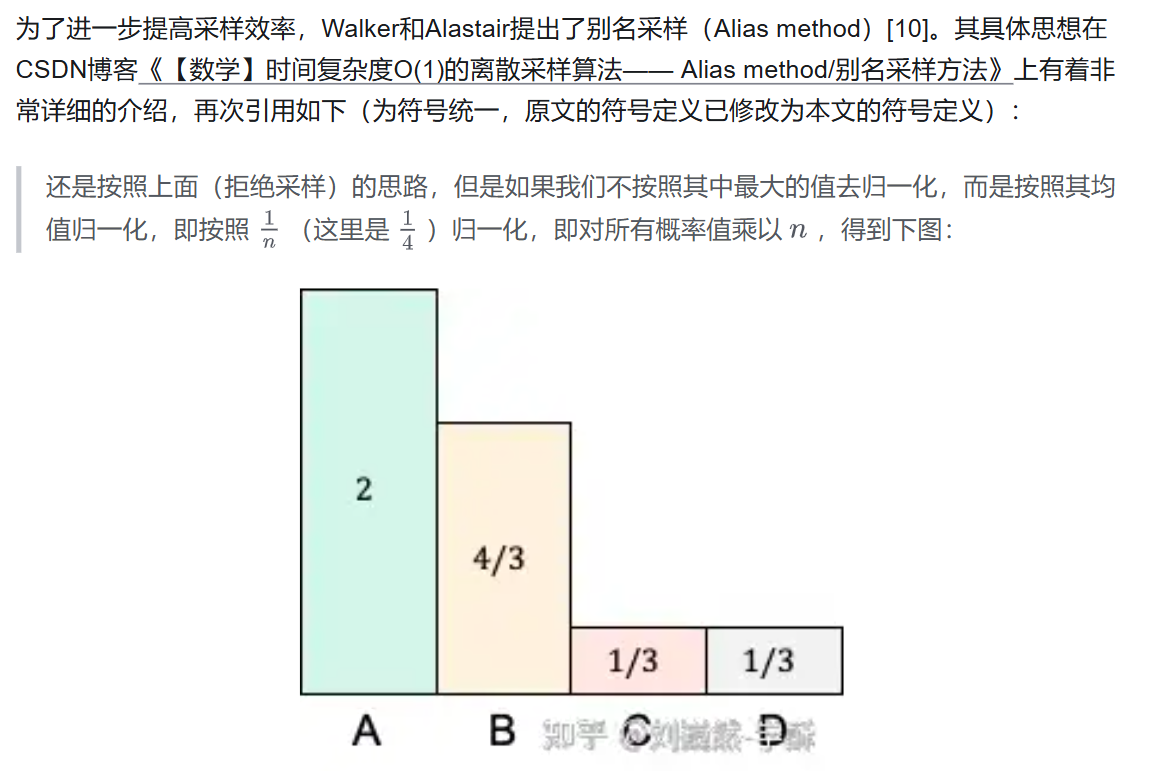 为了进一步提高采样效率，Walker和Alastair提出了别名采样（Alias method）[10]。其具体思想在
CSDN博客《【数学】时间复杂度O(1)的离散采样算法—— Alias method/别名采样方法》上有着非
常详细的介绍，再次引用如下（为符号统一，原文的符号定义已修改为本文的符号定义）：
还是按照上面（拒绝采样）的思路，但是如果我们不按照其中最大的值去归一化，而是按照其均
值归一化，即按照 1/n （这里是 1/4 ）归一化，即对所有概率值乘以 n ，得到下图：
2
4/3
1/3 1/3
A B C D
知乎 @刘